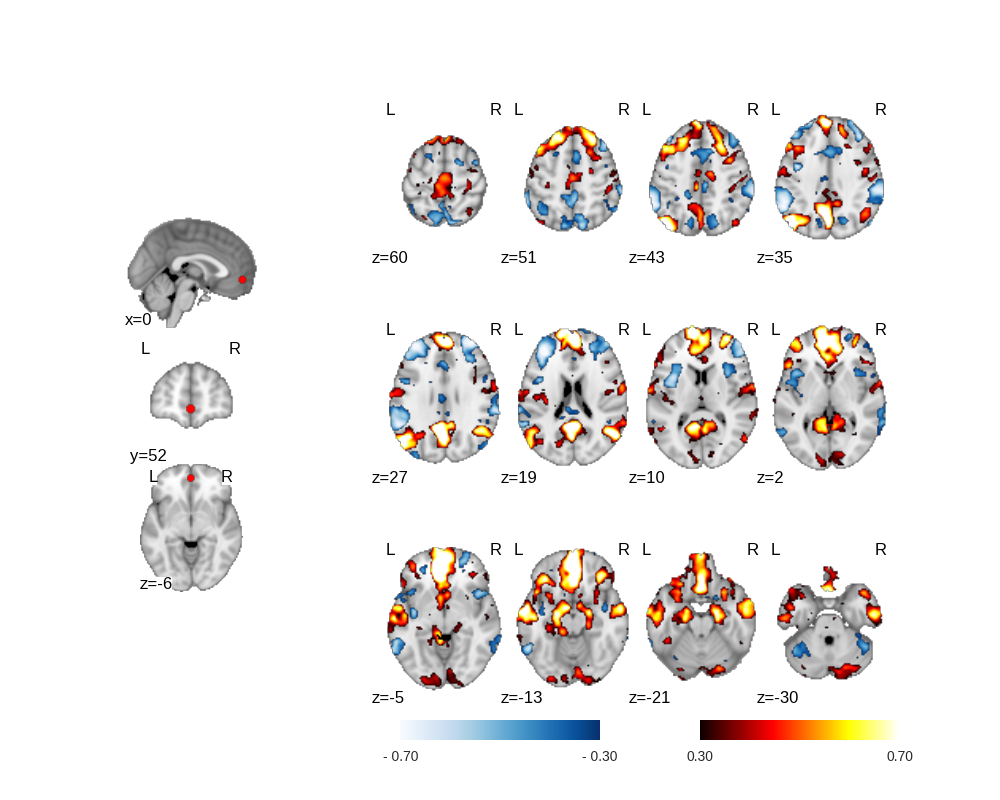 L R L R L R L R
z=60 z=51 z=43 z=35
x=0
L R
L R L R L R L R
y=52
L R
z=27 z=19 z=10 z=2
z=-6
L R L R L R L R
z=-5 z=-13 z=-21 z=-30
- 0.70 - 0.30 0.30 0.70